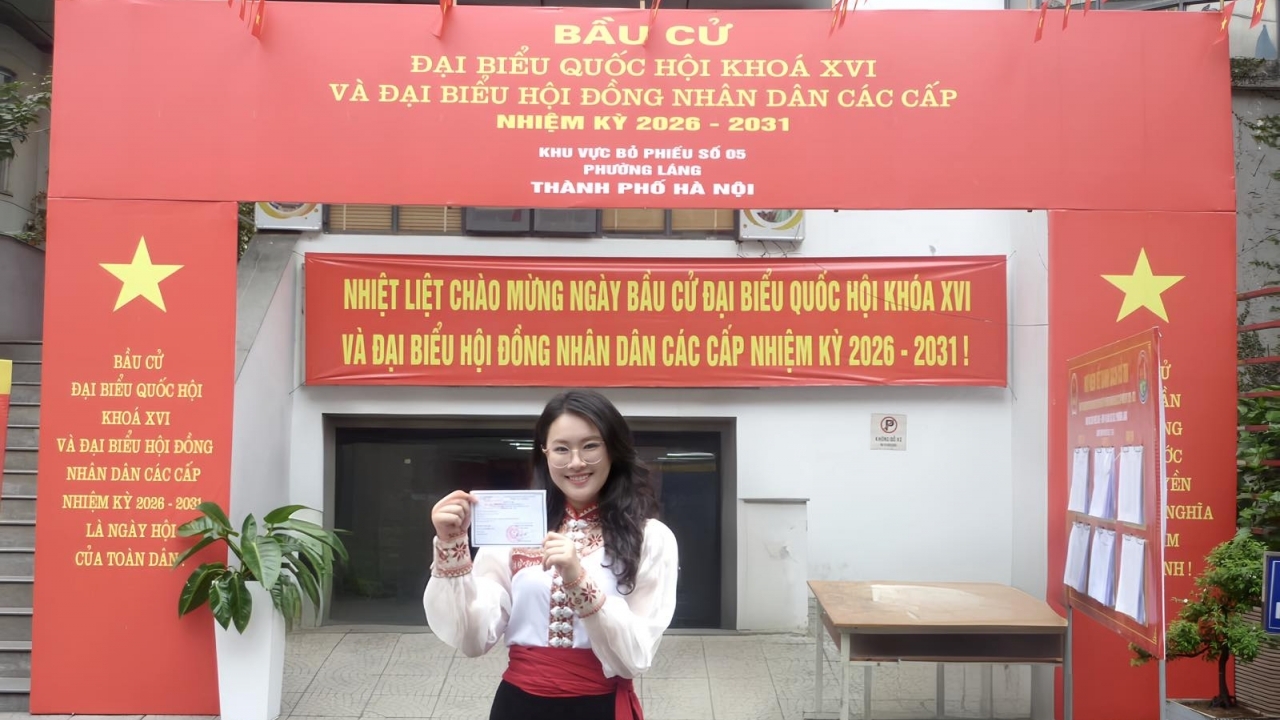 BẦU CỬ
ĐẠI BIỂU QUỐC HỘI KHOÁ XVI
VÀ ĐẠI BIỂU HỘI ĐỒNG NHÂN DÂN CÁC CẤP
NHIỆM KỲ 2026 - 2031
KHU VỰC BỎ PHIẾU SỐ 05
PHƯỜNG LÁNG
THÀNH PHỐ HÀ NỘI
NHIỆT LIỆT CHÀO MỪNG NGÀY BẦU CỬ ĐẠI BIỂU QUỐC HỘI KHÓA XVI
VÀ ĐẠI BIỂU HỘI ĐỒNG NHÂN DÂN CÁC CẤP NHIỆM KỲ 2026 - 2031 !
BẦU CỬ
ĐẠI BIỂU QUỐC HỘI
KHOÁ XVI
VÀ ĐẠI BIỂU HỘI ĐỒNG
NHÂN DÂN CÁC CẤP
NHIỆM KỲ 2026 - 2031
LÀ NGÀY HỘI
CỦA TOÀN DÂN
KHÔNG ĐỖ XE
NGHĨA